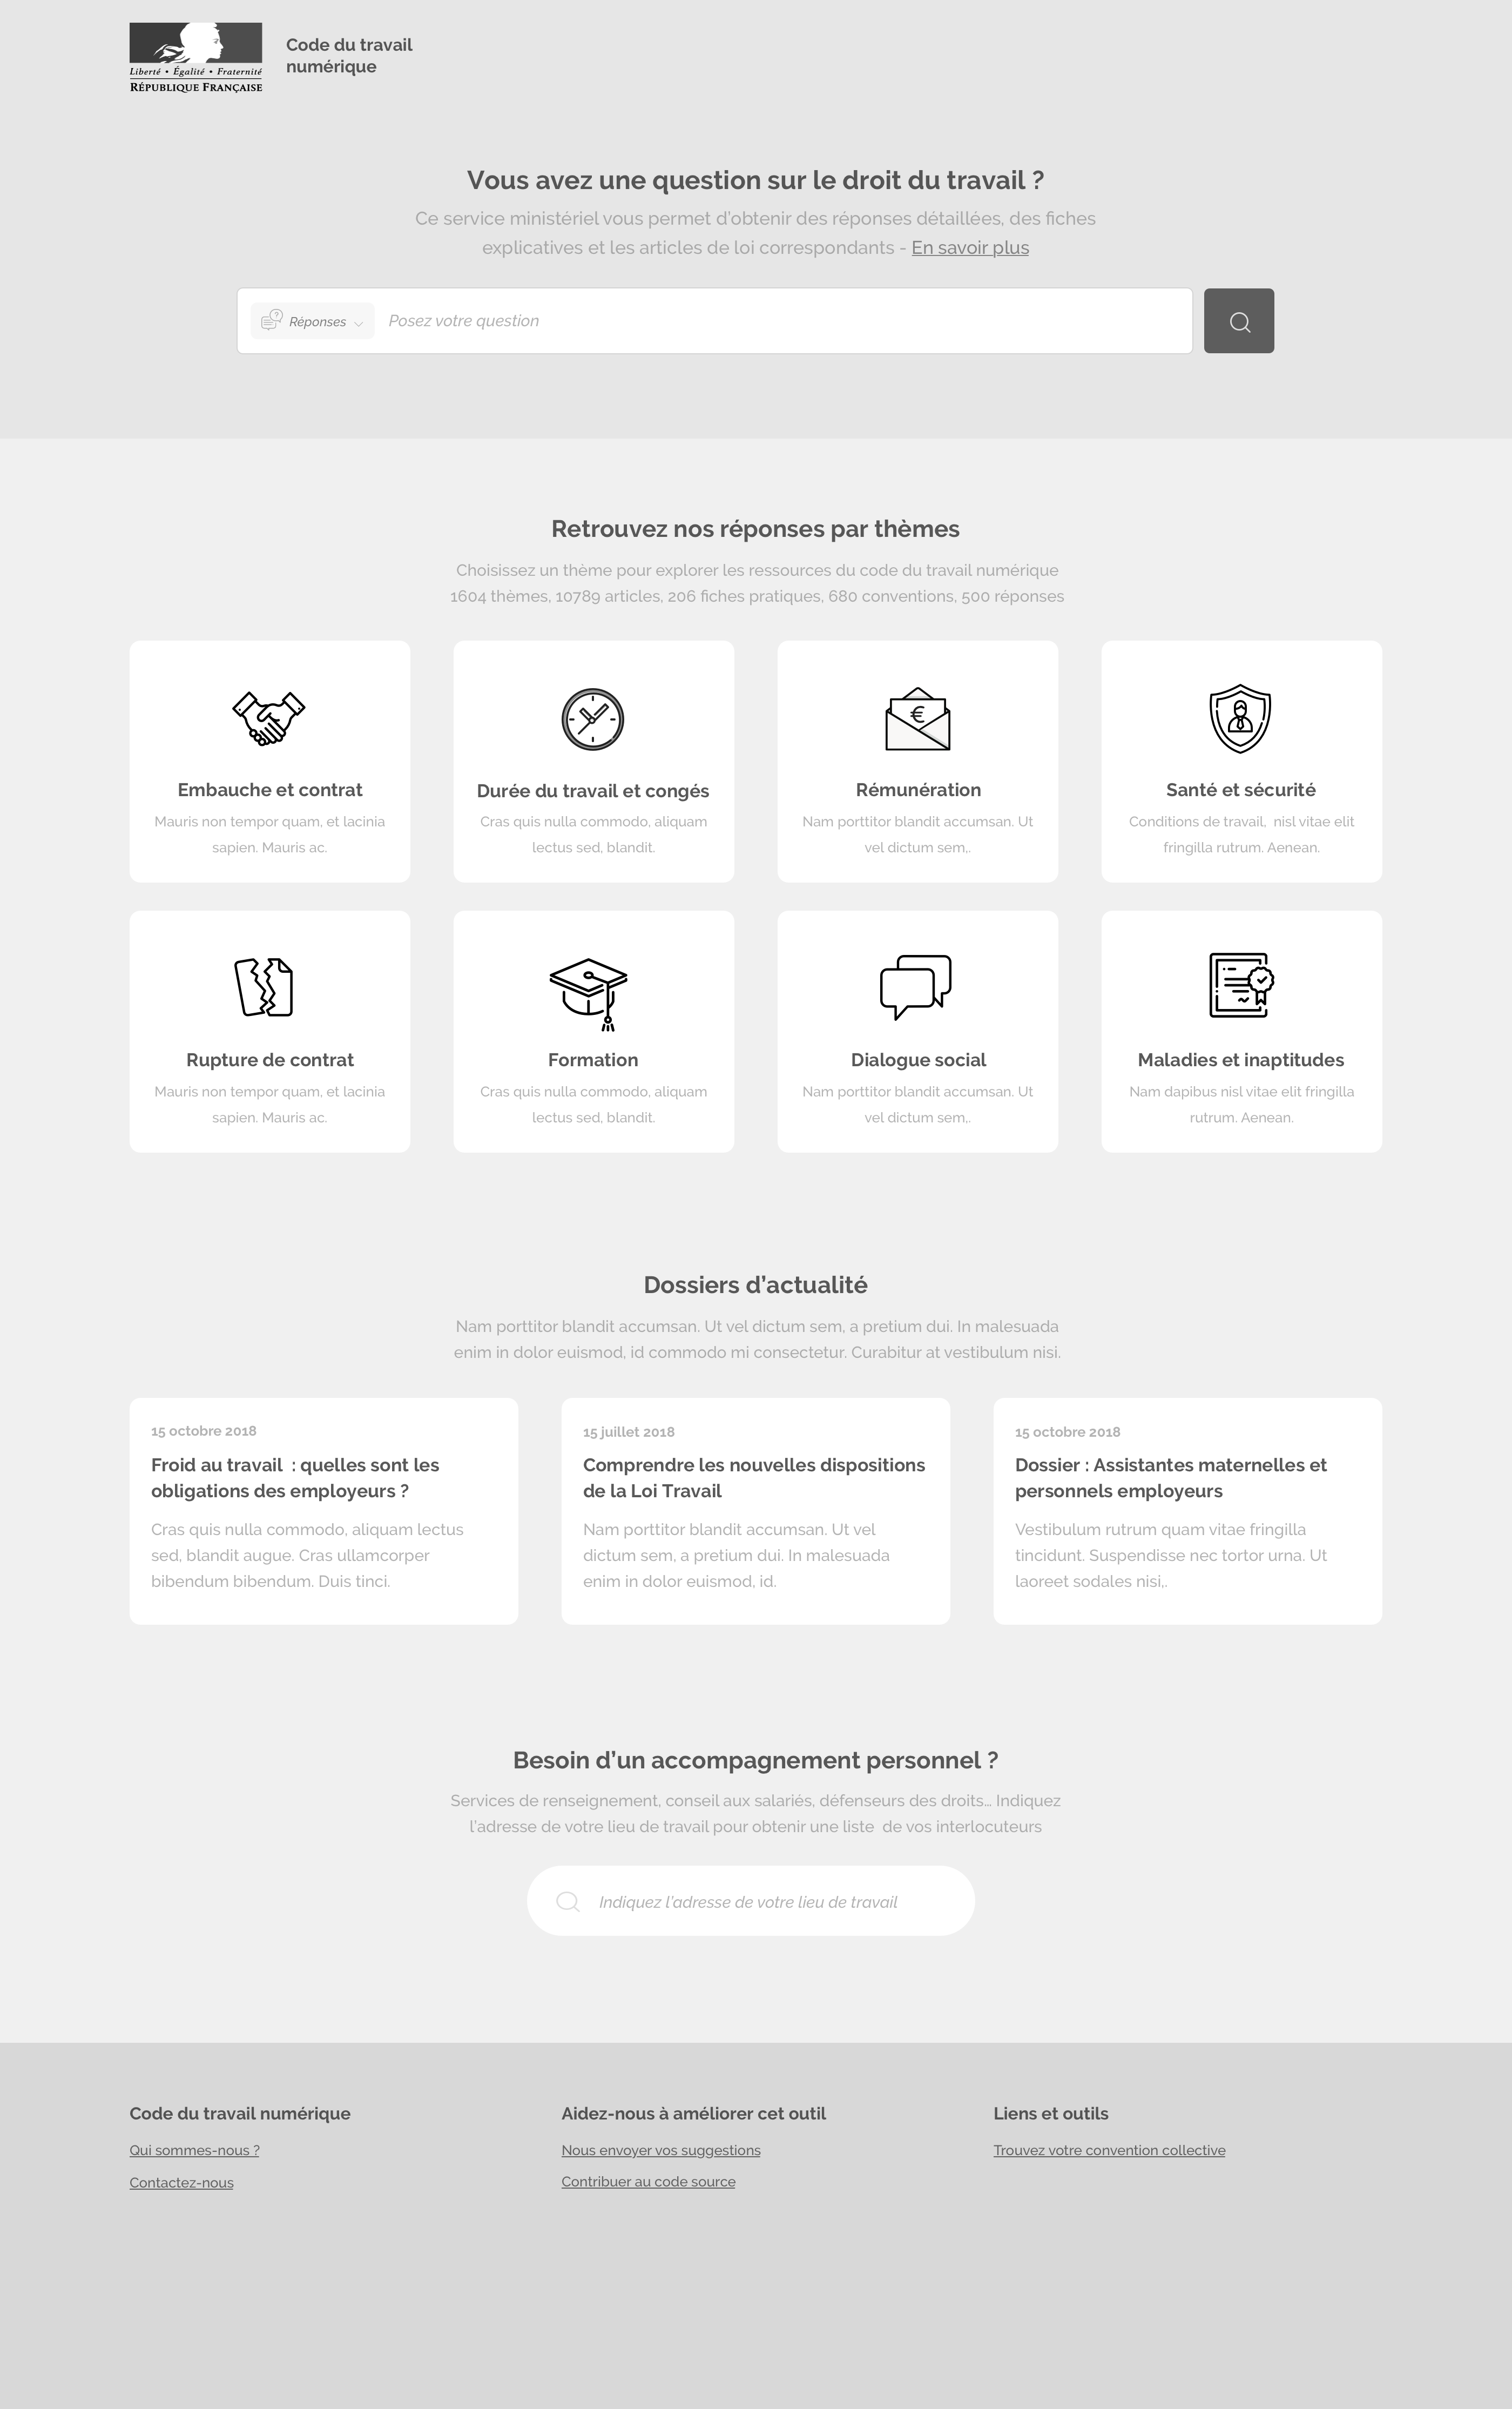 Liberté • Égalité • Fraternité
RÉPUBLIQUE FRANÇAISE
Code du travail
numérique
Vous avez une question sur le droit du travail ?
Ce service ministériel vous permet d'obtenir des réponses détaillées, des fiches
explicatives et les articles de loi correspondants - En savoir plus
Réponses Posez votre question
Retrouvez nos réponses par thèmes
Choisissez un thème pour explorer les ressources du code du travail numérique
1604 thèmes, 10789 articles, 206 fiches pratiques, 680 conventions, 500 réponses
Embauche et contrat
Mauris non tempor quam, et lacinia
sapien. Mauris ac.
Durée du travail et congés
Cras quis nulla commodo, aliquam
lectus sed, blandit.
€
Rémunération
Nam porttitor blandit accumsan. Ut
vel dictum sem,.
Santé et sécurité
Conditions de travail,  nisl vitae elit
fringilla rutrum. Aenean.
Rupture de contrat
Mauris non tempor quam, et lacinia
sapien. Mauris ac.
Formation
Cras quis nulla commodo, aliquam
lectus sed, blandit.
Dialogue social
Nam porttitor blandit accumsan. Ut
vel dictum sem,.
Maladies et inaptitudes
Nam dapibus nisl vitae elit fringilla
rutrum. Aenean.
Dossiers d'actualité
Nam porttitor blandit accumsan. Ut vel dictum sem, a pretium dui. In malesuada
enim in dolor euismod, id commodo mi consectetur. Curabitur at vestibulum nisi.
15 octobre 2018
Froid au travail  : quelles sont les
obligations des employeurs ?
Cras quis nulla commodo, aliquam lectus
sed, blandit augue. Cras ullamcorper
bibendum bibendum. Duis tinci.
15 juillet 2018
Comprendre les nouvelles dispositions
de la Loi Travail
Nam porttitor blandit accumsan. Ut vel
dictum sem, a pretium dui. In malesuada
enim in dolor euismod, id.
15 octobre 2018
Dossier : Assistantes maternelles et
personnels employeurs
Vestibulum rutrum quam vitae fringilla
tincidunt. Suspendisse nec tortor urna. Ut
laoreet sodales nisi,.
Besoin d'un accompagnement personnel ?
Services de renseignement, conseil aux salariés, défenseurs des droits... Indiquez
l'adresse de votre lieu de travail pour obtenir une liste  de vos interlocuteurs
Indiquez l'adresse de votre lieu de travail
Code du travail numérique
Qui sommes-nous ?
Contactez-nous
Aidez-nous à améliorer cet outil
Nous envoyer vos suggestions
Contribuer au code source
Liens et outils
Trouvez votre convention collective